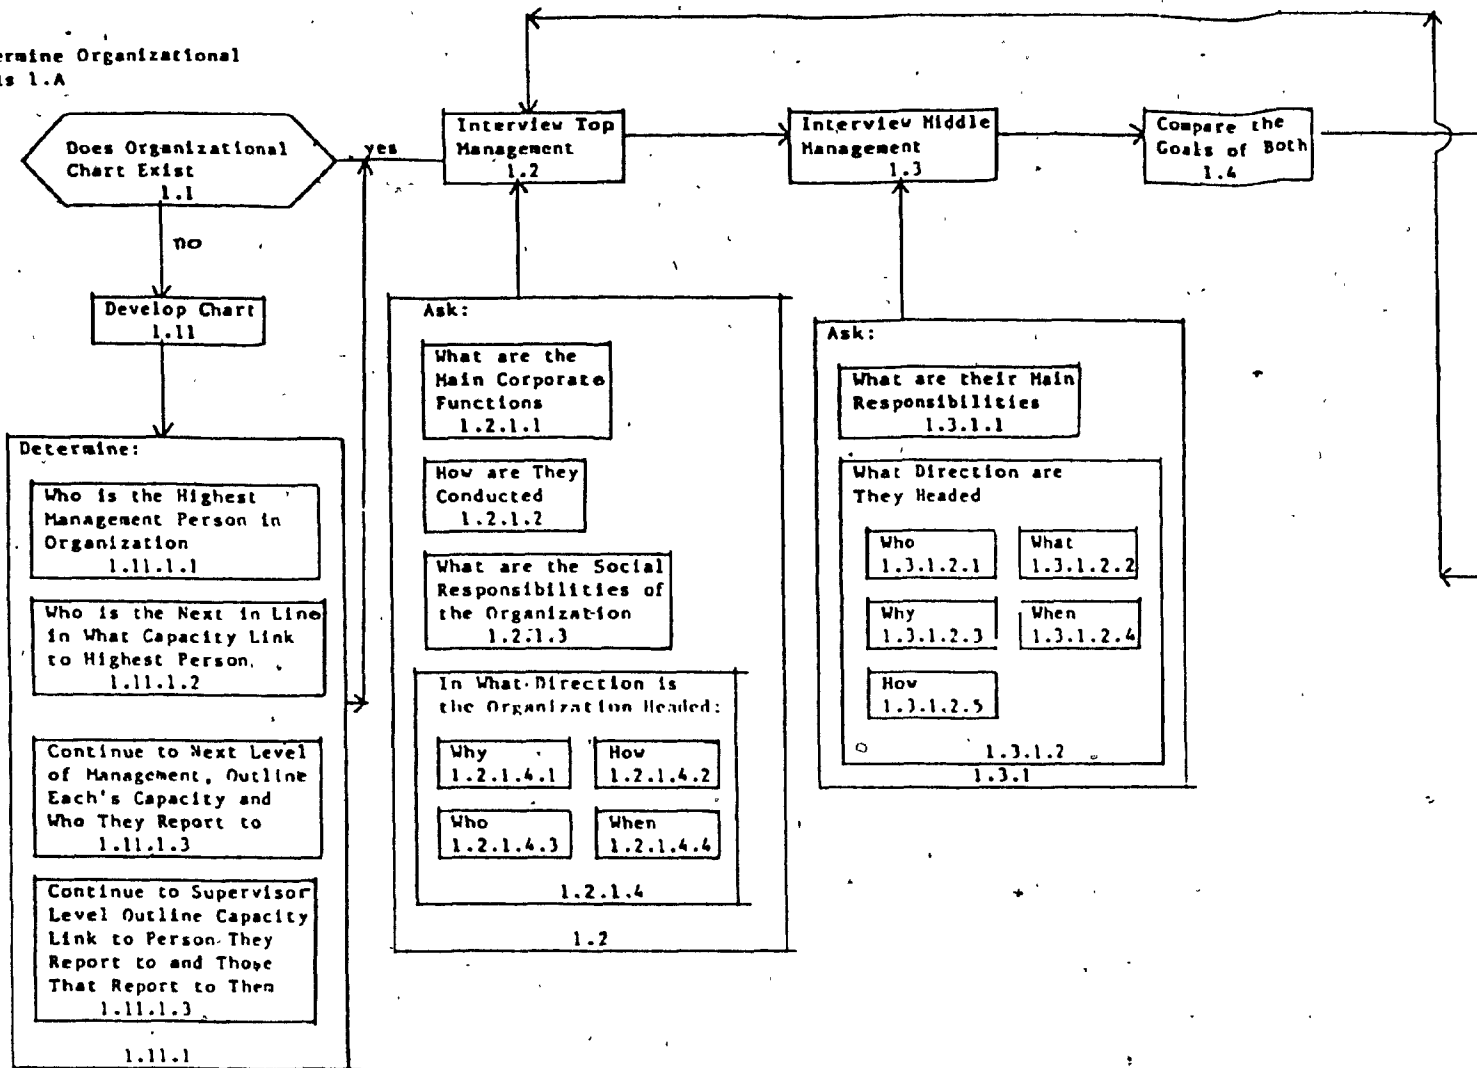 ermine Organizational
ls 1.A
Does Organizational
Chart Exist
1.1
yes
no
Develop Chart
1.11
Determine:
Who is the Highest
Management Person in
Organization
1.11.1.1
Who is the Next in Line
in What Capacity Link
to Highest Person.
1.11.1.2
Continue to Next Level
of Management, Outline
Each's Capacity and
Who They Report to
1.11.1.3
Continue to Supervisor
Level Outline Capacity
Link to Person They
Report to and Those
That Report to Them
1.11.1.3
1.11.1
Interview Top
Management
1.2
Ask:
What are the
Main Corporate
Functions
1.2.1.1
How are They
Conducted
1.2.1.2
What are the Social
Responsibilities of
the Organization
1.2.1.3
In What Direction is
the Organization Headed:
Why
1.2.1.4.1
How
1.2.1.4.2
Who
1.2.1.4.3
When
1.2.1.4.4
1.2.1.4
1.2
Interview Middle
Management
1.3
Ask:
What are their Main
Responsibilities
1.3.1.1
What Direction are
They Headed
Who
1.3.1.2.1
What
1.3.1.2.2
Why
1.3.1.2.3
When
1.3.1.2.4
How
1.3.1.2.5
1.3.1.2
1.3.1
Compare the
Goals of Both
1.4